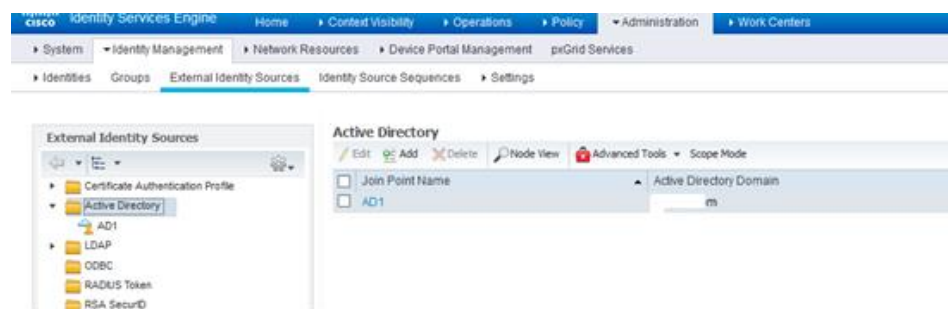 CISCO Identity Services Engine Home Context Visibility Operations Policy Administration Work Centers
System Identity Management Network Resources Device Portal Management pxGrid Services
Identities Groups External Identity Sources Identity Source Sequences Settings
External Identity Sources
Certificate Authentication Profile
Active Directory
AD1
LDAP
ODBC
RADIUS Token
RSA SecurID
Active Directory
Edit Add Delete Node View Advanced Tools Scope Mode
Join Point Name Active Directory Domain
AD1 m